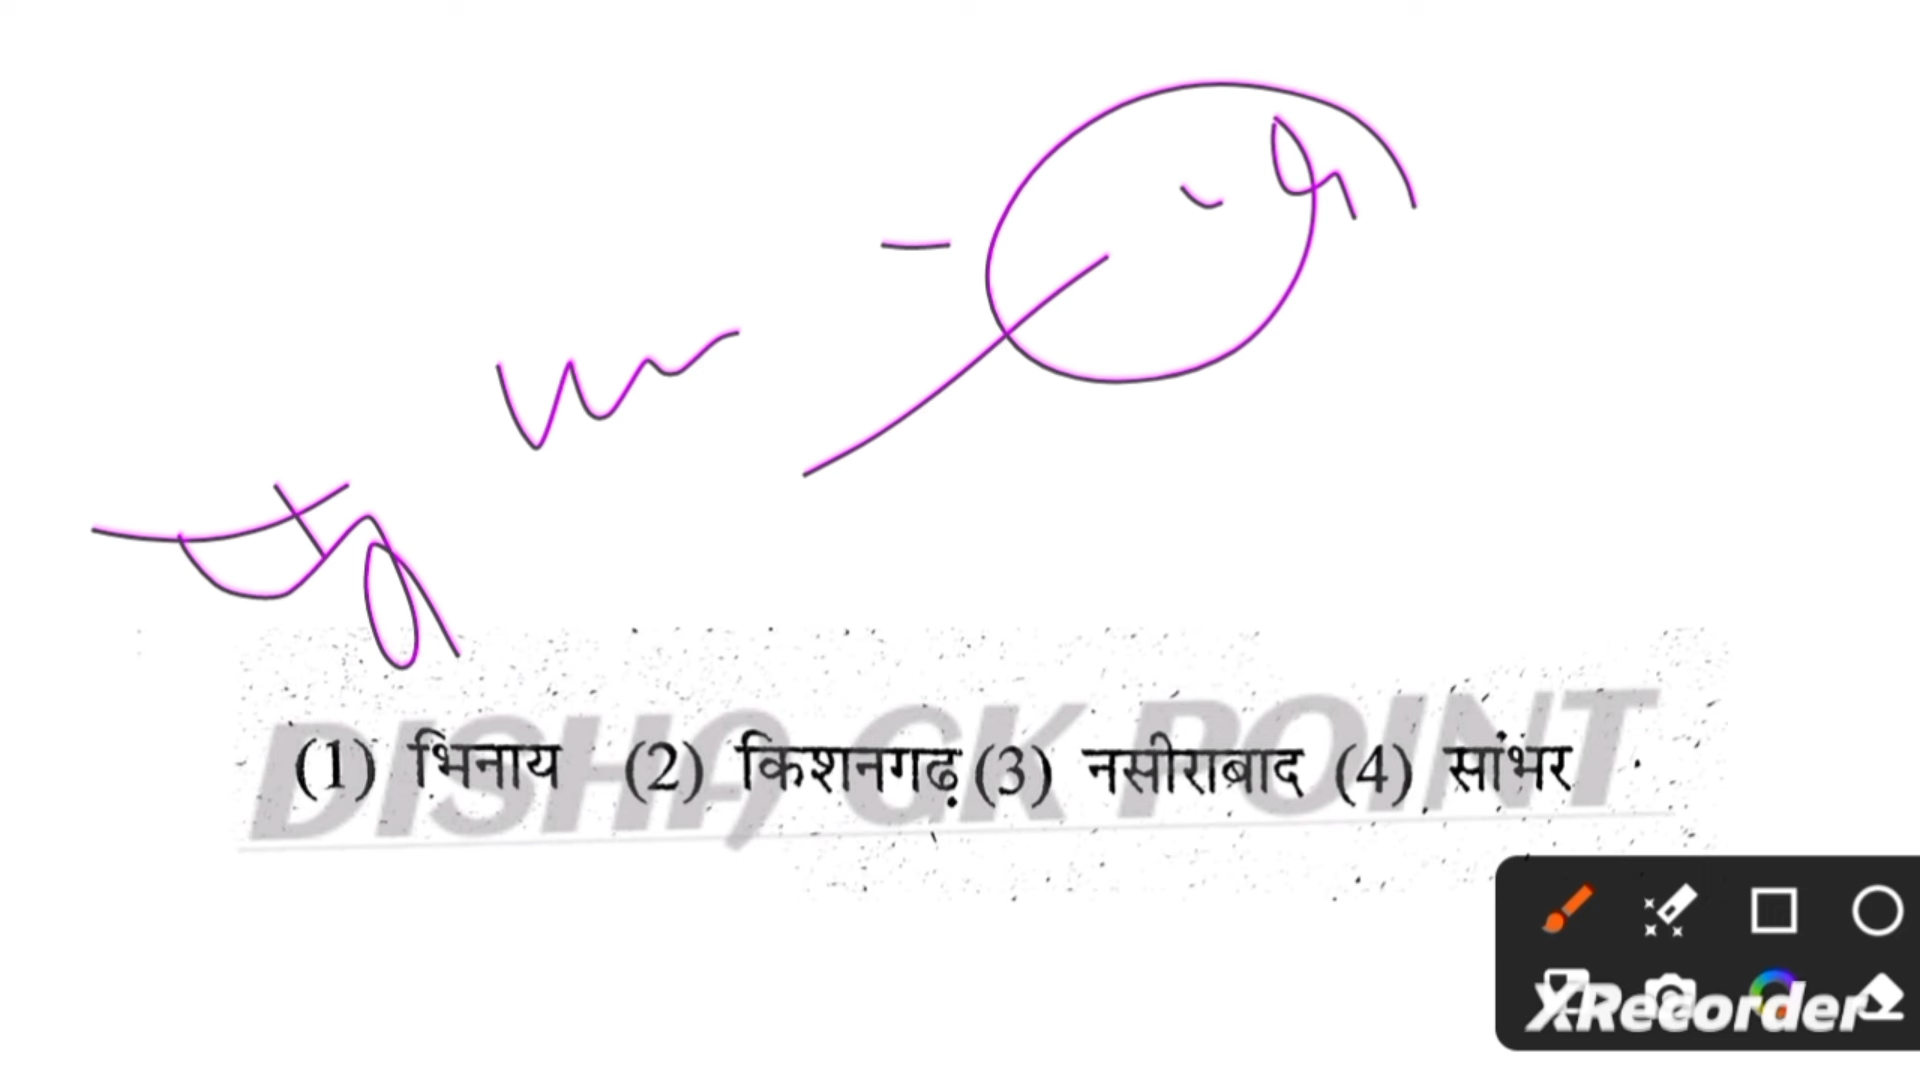 (1) भिनाय (2) किशनगढ़ (3) नसीराबाद (4) सांभर
DISHA GK POINT
XRecorder